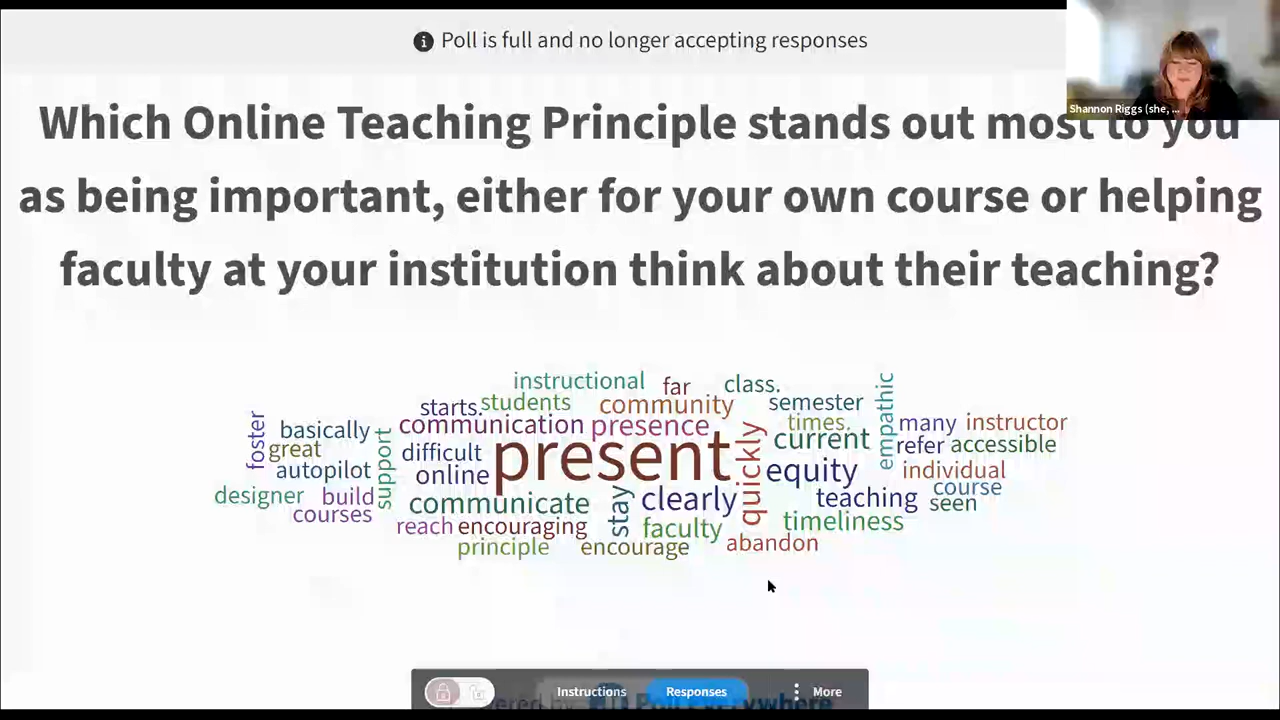 Poll is full and no longer accepting responses
Shannon Riggs (she, ...
Which Online Teaching Principle stands out most to you
as being important, either for your own course or helping
faculty at your institution think about their teaching?
instructional far class.
starts. students community semester empathic
foster basically communication presence times. many instructor
great support difficult present quickly current refer accessible
autopilot online equity individual
designer build communicate stay clearly teaching course
courses seen
reach encouraging faculty timeliness
principle encourage abandon
Instructions Responses More
Poll Everywhere